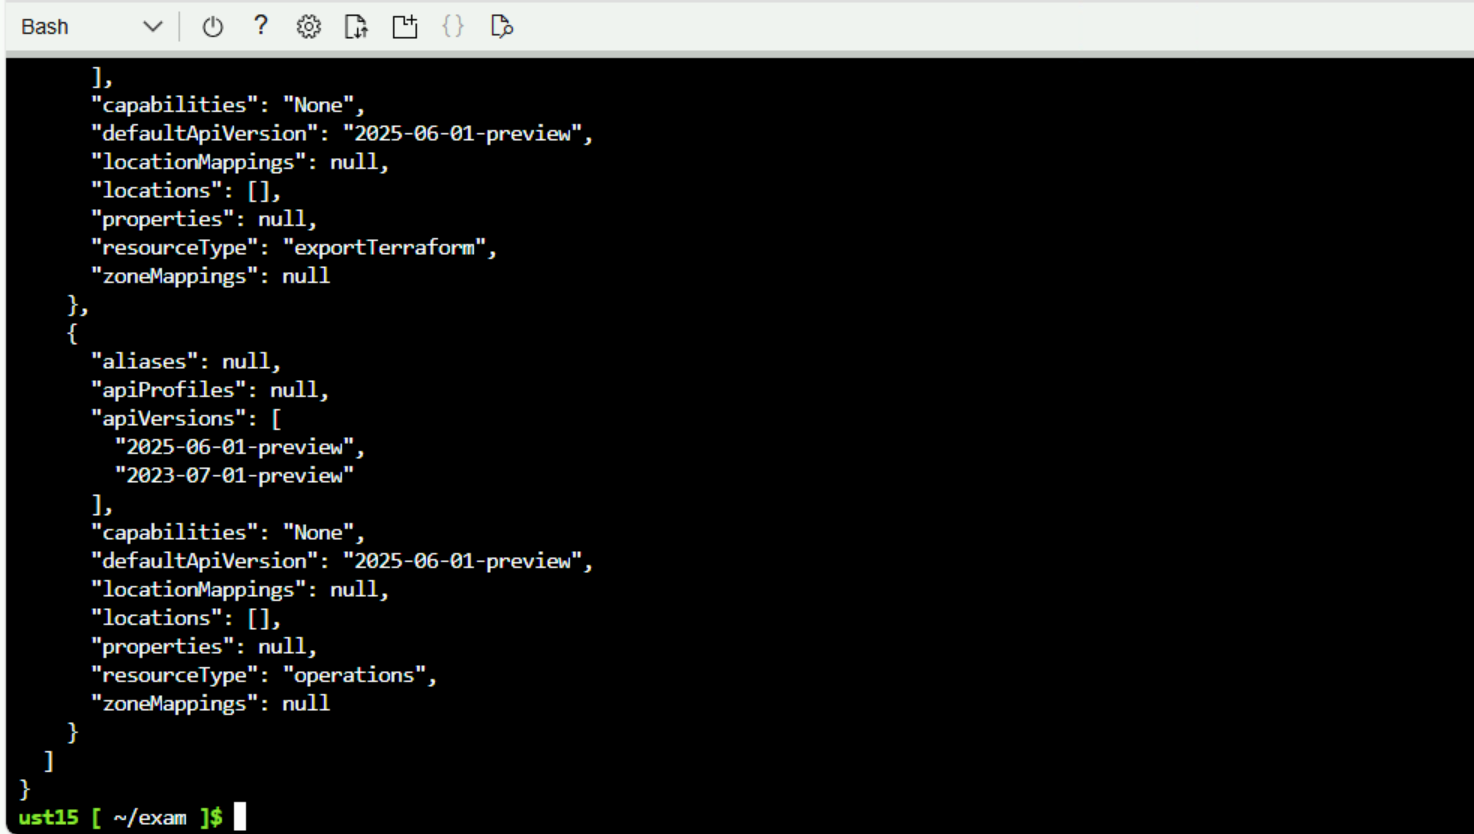 Bash
],
"capabilities": "None",
"defaultApiVersion": "2025-06-01-preview",
"locationMappings": null,
"locations": [],
"properties": null,
"resourceType": "exportTerraform",
"zoneMappings": null
},
{
"aliases": null,
"apiProfiles": null,
"apiVersions": [
"2025-06-01-preview",
"2023-07-01-preview"
],
"capabilities": "None",
"defaultApiVersion": "2025-06-01-preview",
"locationMappings": null,
"locations": [],
"properties": null,
"resourceType": "operations",
"zoneMappings": null
}
]
}
ust15 [ ~/exam ]$